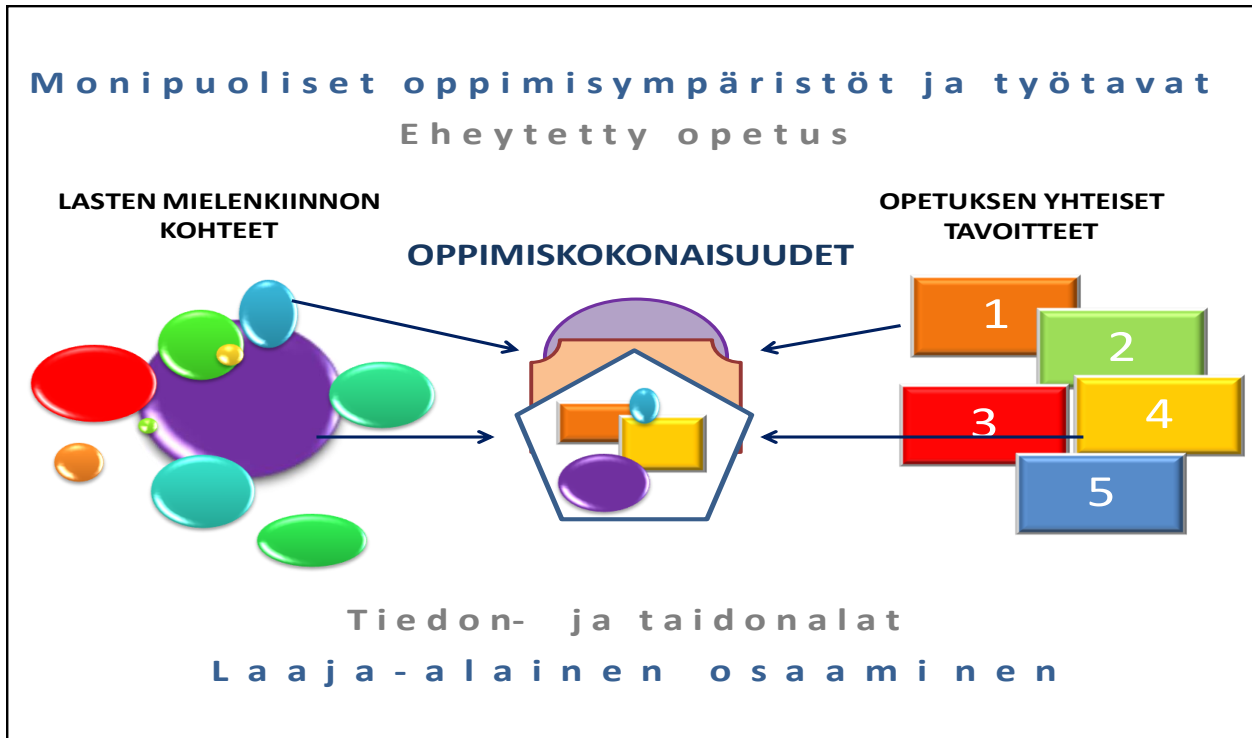 Monipuoliset oppimisympäristöt ja työtavat
Eheytetty opetus
LASTEN MIELENKIINNON
KOHTEET
OPETUKSEN YHTEISET
TAVOITTEET
OPPIMISKOKONAISUUDET
1
2
3
4
5
Tiedon- ja taidonalat
Laaja-alainen osaaminen